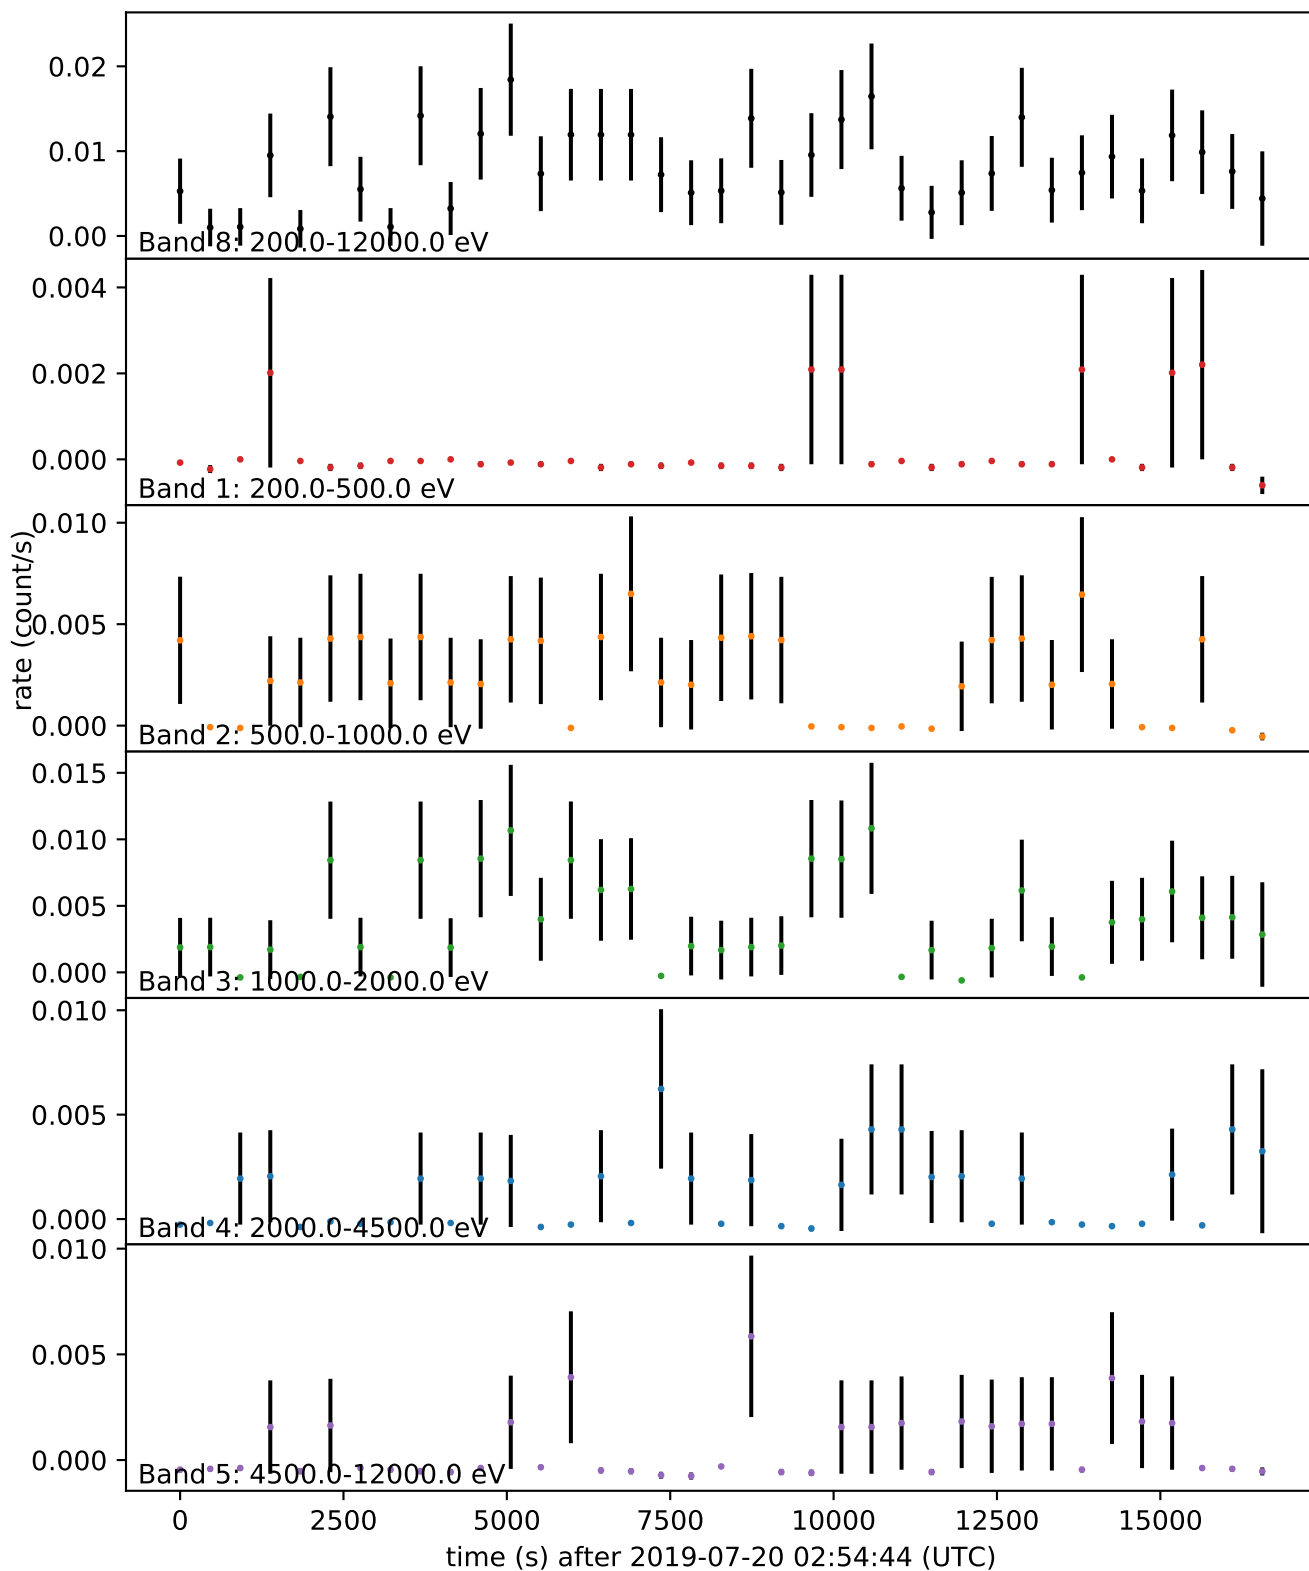 0.02
0.01
0.00
Band 8: 200.0-12000.0 eV
0.004
0.002
0.000
Band 1: 200.0-500.0 eV
rate (count/s)
0.010
0.005
0.000
Band 2: 500.0-1000.0 eV
0.015
0.010
0.005
0.000
Band 3: 1000.0-2000.0 eV
0.010
0.005
0.000
Band 4: 2000.0-4500.0 eV
0.010
0.005
0.000
Band 5: 4500.0-12000.0 eV
0 2500 5000 7500 10000 12500 15000
time (s) after 2019-07-20 02:54:44 (UTC)